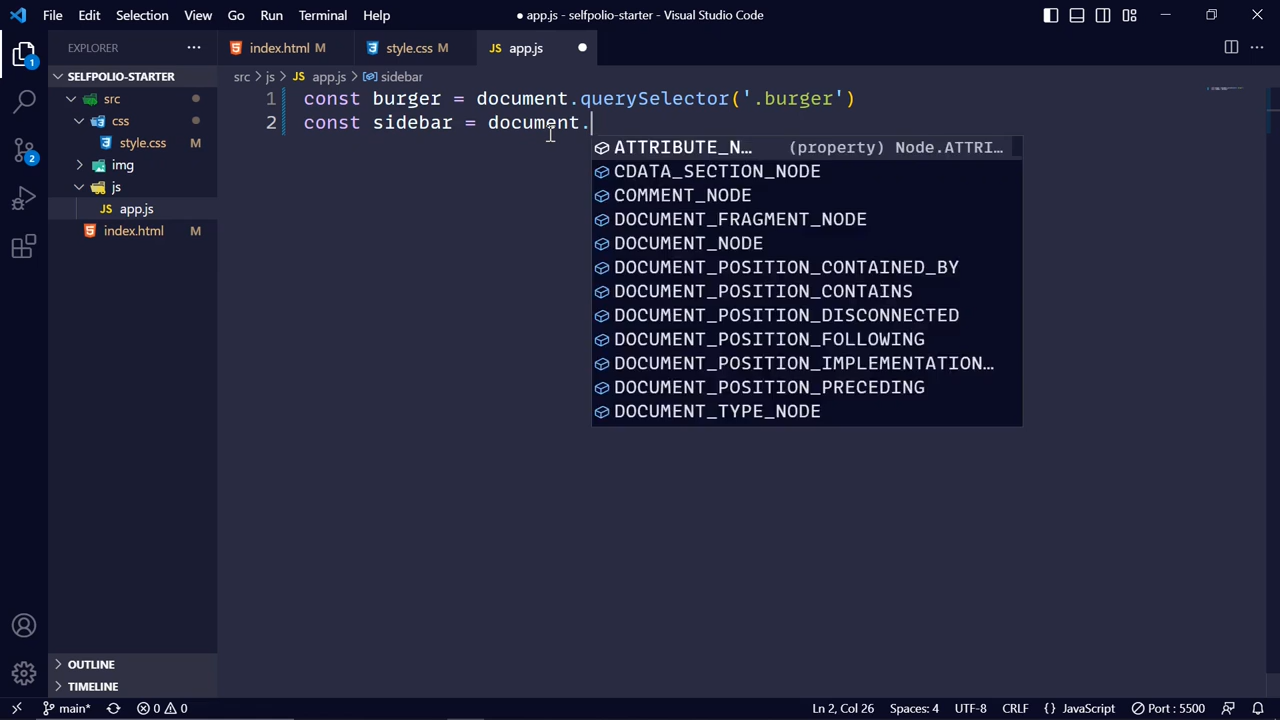 File Edit Selection View Go Run Terminal Help
● app.js - selfpolio-starter - Visual Studio Code
EXPLORER ···
1
2
SELFPOLIO-STARTER
src
css
style.css M
img
js
JS app.js
index.html M
OUTLINE
TIMELINE
index.html M
style.css M
JS app.js
src > js > JS app.js > sidebar
1 const burger = document.querySelector('.burger')
2 const sidebar = document.
ATTRIBUTE_N… (property) Node.ATTRI…
CDATA_SECTION_NODE
COMMENT_NODE
DOCUMENT_FRAGMENT_NODE
DOCUMENT_NODE
DOCUMENT_POSITION_CONTAINED_BY
DOCUMENT_POSITION_CONTAINS
DOCUMENT_POSITION_DISCONNECTED
DOCUMENT_POSITION_FOLLOWING
DOCUMENT_POSITION_IMPLEMENTATION…
DOCUMENT_POSITION_PRECEDING
DOCUMENT_TYPE_NODE
main* 0 0 Ln 2, Col 26 Spaces: 4 UTF-8 CRLF {} JavaScript Port : 5500